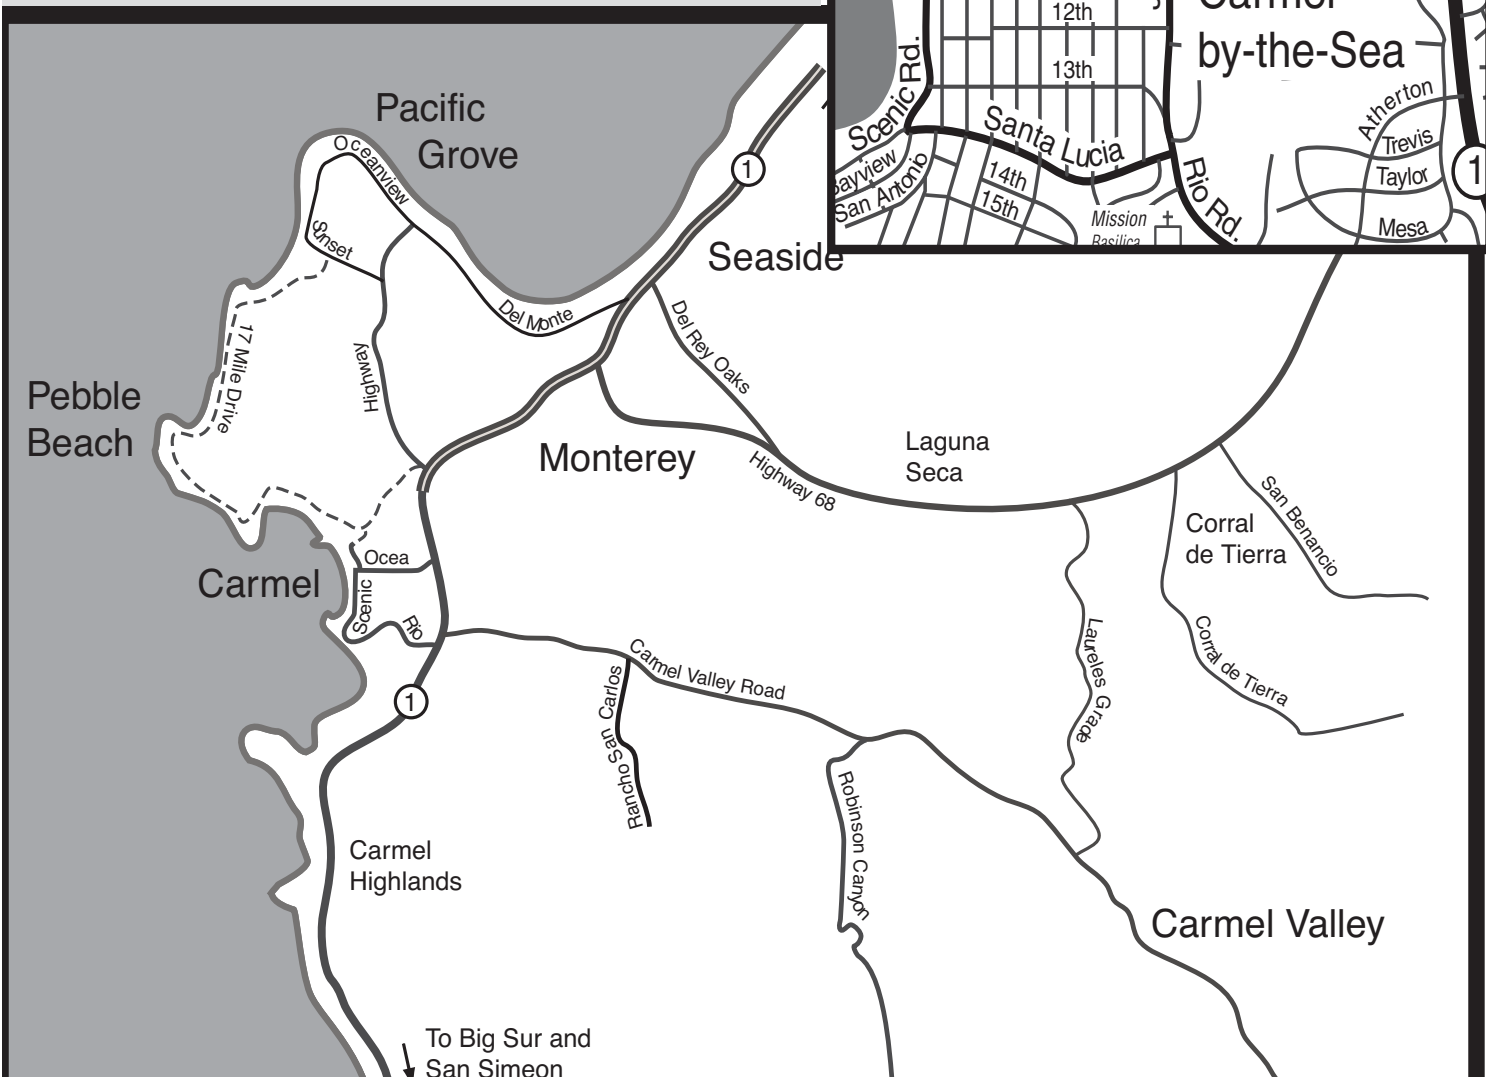 12th
Carmel
by-the-Sea
13th
Scenic Rd.
Santa Lucia
Atherton
Trevis
Taylor
1
Bayview
San Antonio
14th
15th
Mission
Basilica
Rio Rd.
Mesa
Pacific
Grove
Oceanview
1
Sunset
Seaside
Del Monte
Del Rey Oaks
17 Mile Drive
Highway
Pebble
Beach
Monterey
Laguna
Seca
Highway 68
San Benancio
Corral
de Tierra
Ocea
Carmel
Scenic
Rio
Laureles Grade
Corral de Tierra
Carmel Valley Road
Rancho San Carlos
1
Robinson Canyon
Carmel
Highlands
Carmel Valley
To Big Sur and
San Simeon